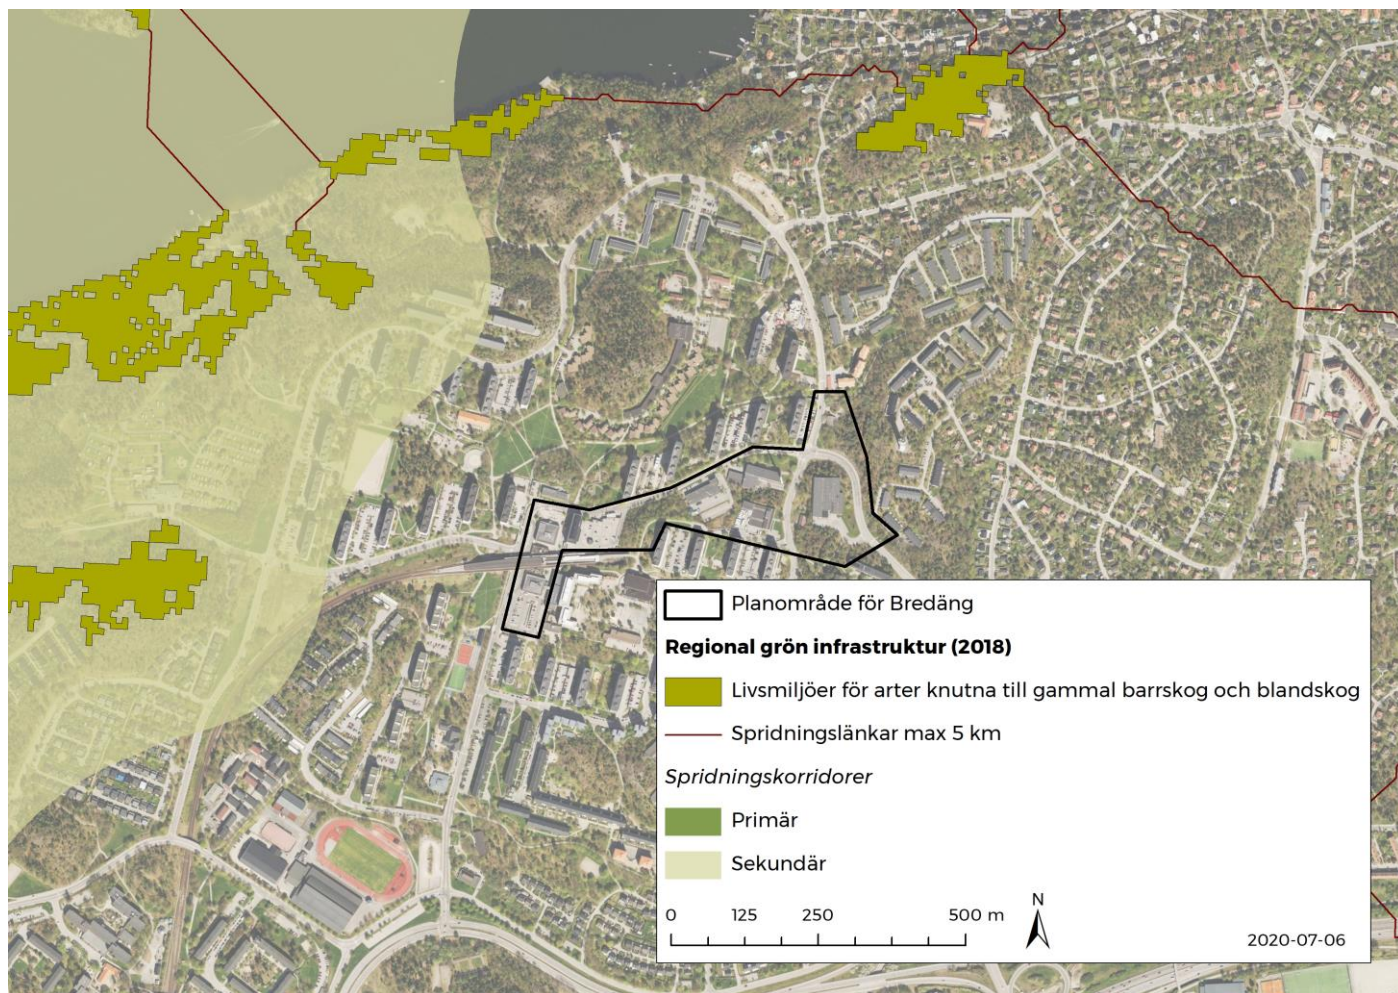 Planområde för Bredäng
Regional grön infrastruktur (2018)
Livsmiljöer för arter knutna till gammal barrskog och blandskog
Spridningslänkar max 5 km
Spridningskorridorer
Primär
Sekundär
0 125 250 500 m
N
2020-07-06